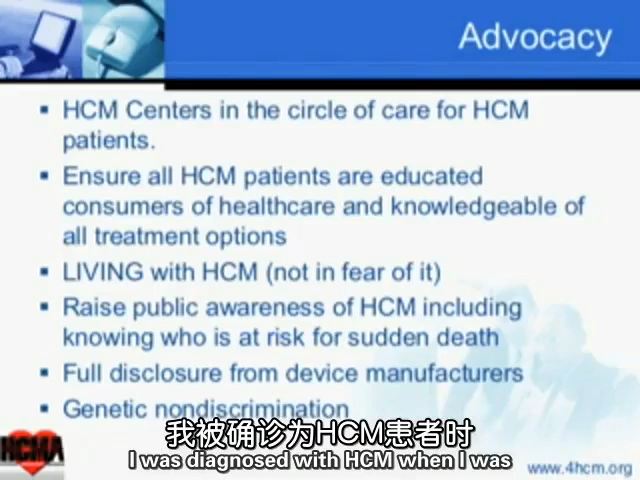 Advocacy
▪ HCM Centers in the circle of care for HCM
patients.
▪ Ensure all HCM patients are educated
consumers of healthcare and knowledgeable of
all treatment options
▪ LIVING with HCM (not in fear of it)
▪ Raise public awareness of HCM including
knowing who is at risk for sudden death
▪ Full disclosure from device manufacturers
▪ Genetic nondiscrimination
我被确诊为HCM患者时
I was diagnosed with HCM when I was
HCMA
www.4hcm.org